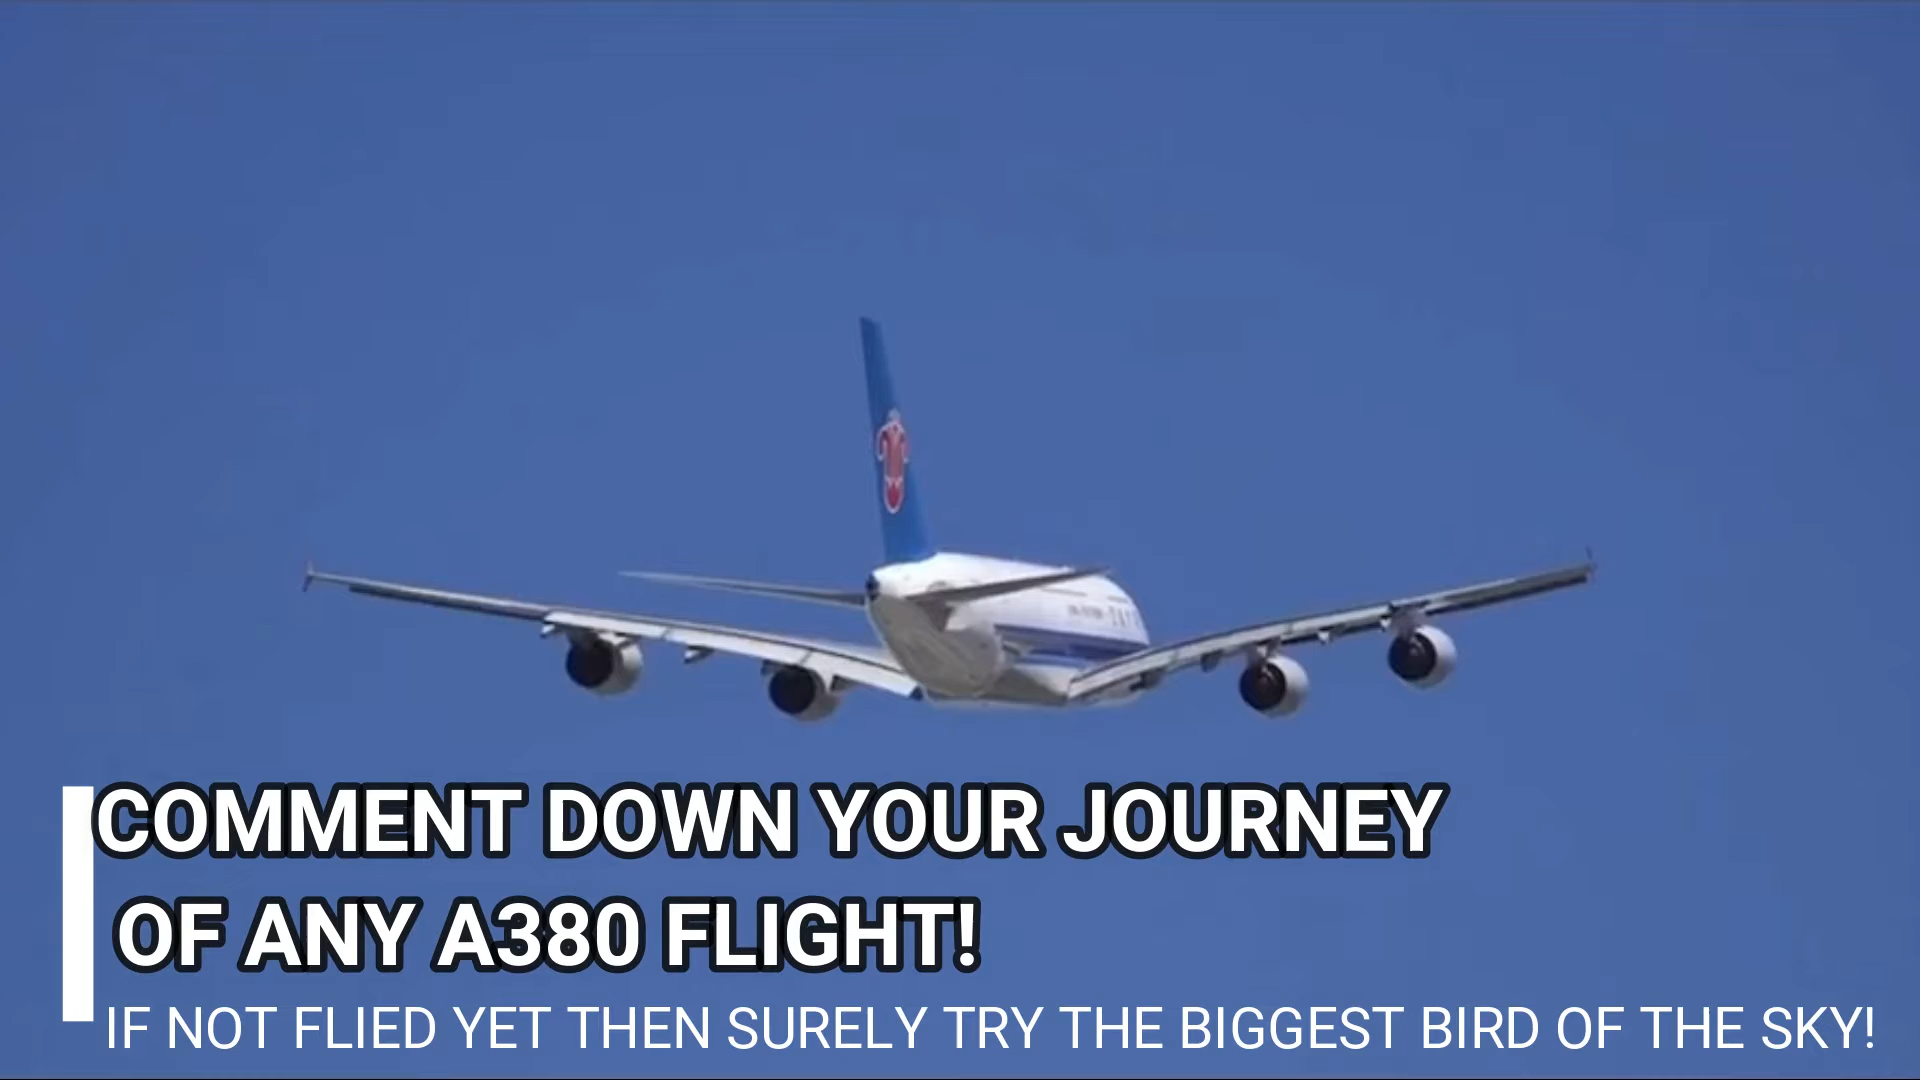 COMMENT DOWN YOUR JOURNEY
OF ANY A380 FLIGHT!
IF NOT FLIED YET THEN SURELY TRY THE BIGGEST BIRD OF THE SKY!